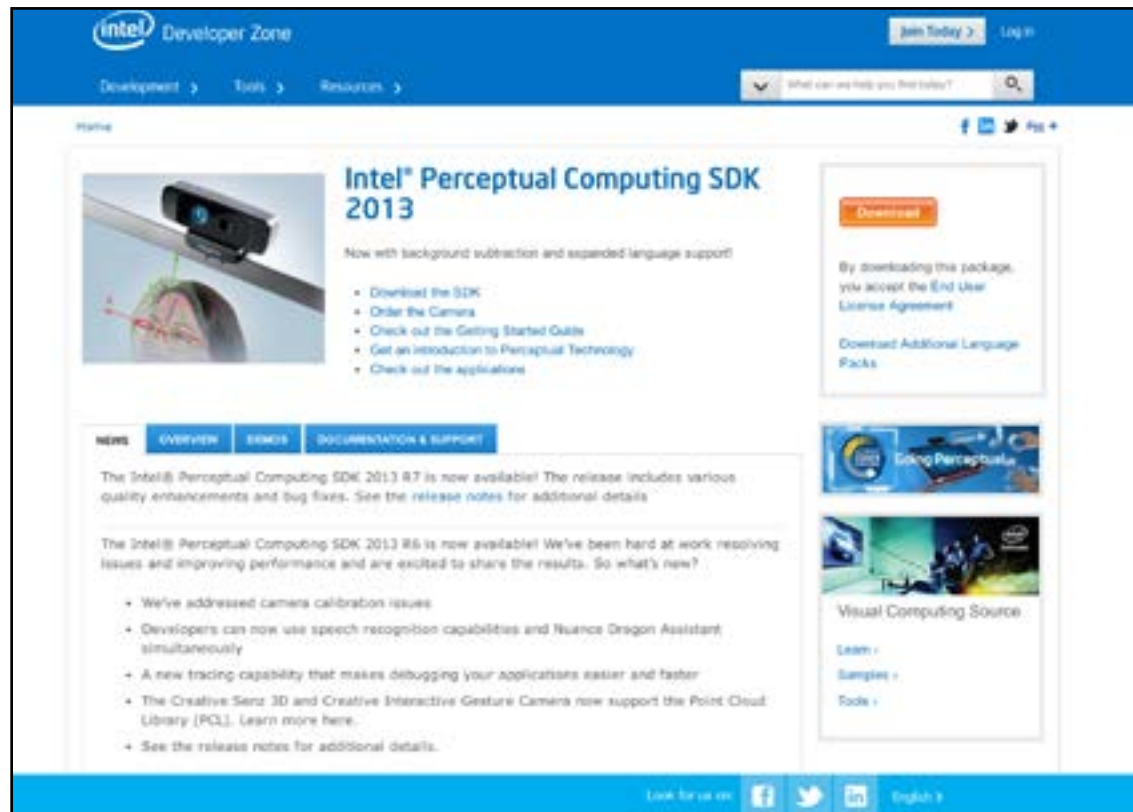 intel Developer Zone
Join Today >
Log in
Development >
Tools >
Resources >
What can we help you find today?
Home
Intel® Perceptual Computing SDK
2013
Now with background subtraction and expanded language support!
• Download the SDK
• Order the Camera
• Check out the Getting Started Guide
• Get an introduction to Perceptual Technology
• Check out the applications
Download
By downloading this package,
you accept the End User
License Agreement
Download Additional Language
Packs
NEWS
OVERVIEW
DEMOS
DOCUMENTATION & SUPPORT
The Intel® Perceptual Computing SDK 2013 R7 is now available! The release includes various
quality enhancements and bug fixes. See the release notes for additional details
The Intel® Perceptual Computing SDK 2013 R6 is now available! We've been hard at work resolving
issues and improving performance and are excited to share the results. So what's new?
• We've addressed camera calibration issues
• Developers can now use speech recognition capabilities and Nuance Dragon Assistant
simultaneously
• A new tracing capability that makes debugging your applications easier and faster
• The Creative Senz 3D and Creative Interactive Gesture Camera now support the Point Cloud
Library (PCL). Learn more here.
• See the release notes for additional details.
Going Perceptual
Visual Computing Source
Learn ›
Samples ›
Tools ›
Look for us on:
English >